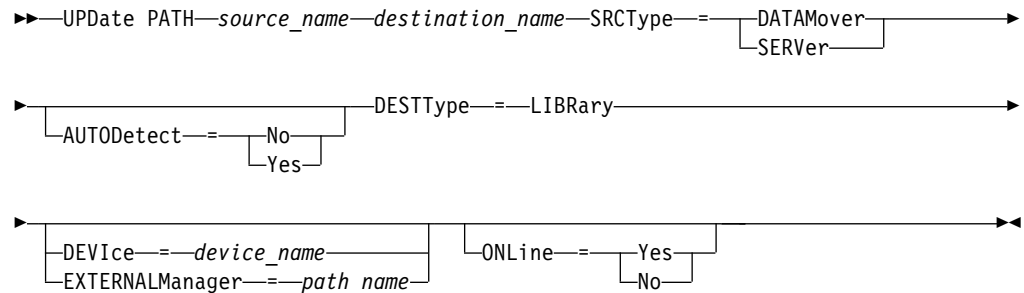 UPDate PATH source_name destination_name SRCType = DATAMover
SERVer
AUTODetect = No
Yes
DESTType = LIBRary
DEVIce = device_name
EXTERNALManager = path name
ONLine = Yes
No